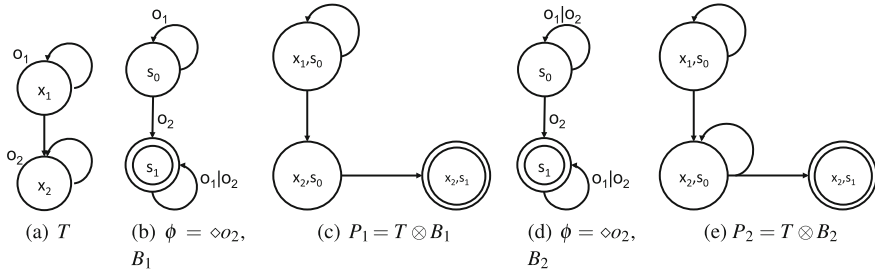 o₁
x₁
o₂
x₂
(a) T
o₁
s₀
o₂
s₁
o₁|o₂
(b) ϕ = ⋄o₂,
B₁
x₁,s₀
x₂,s₀
x₂,s₁
(c) P₁ = T ⊗ B₁
o₁|o₂
s₀
o₂
s₁
o₁|o₂
(d) ϕ = ⋄o₂,
B₂
x₁,s₀
x₂,s₀
x₂,s₁
(e) P₂ = T ⊗ B₂